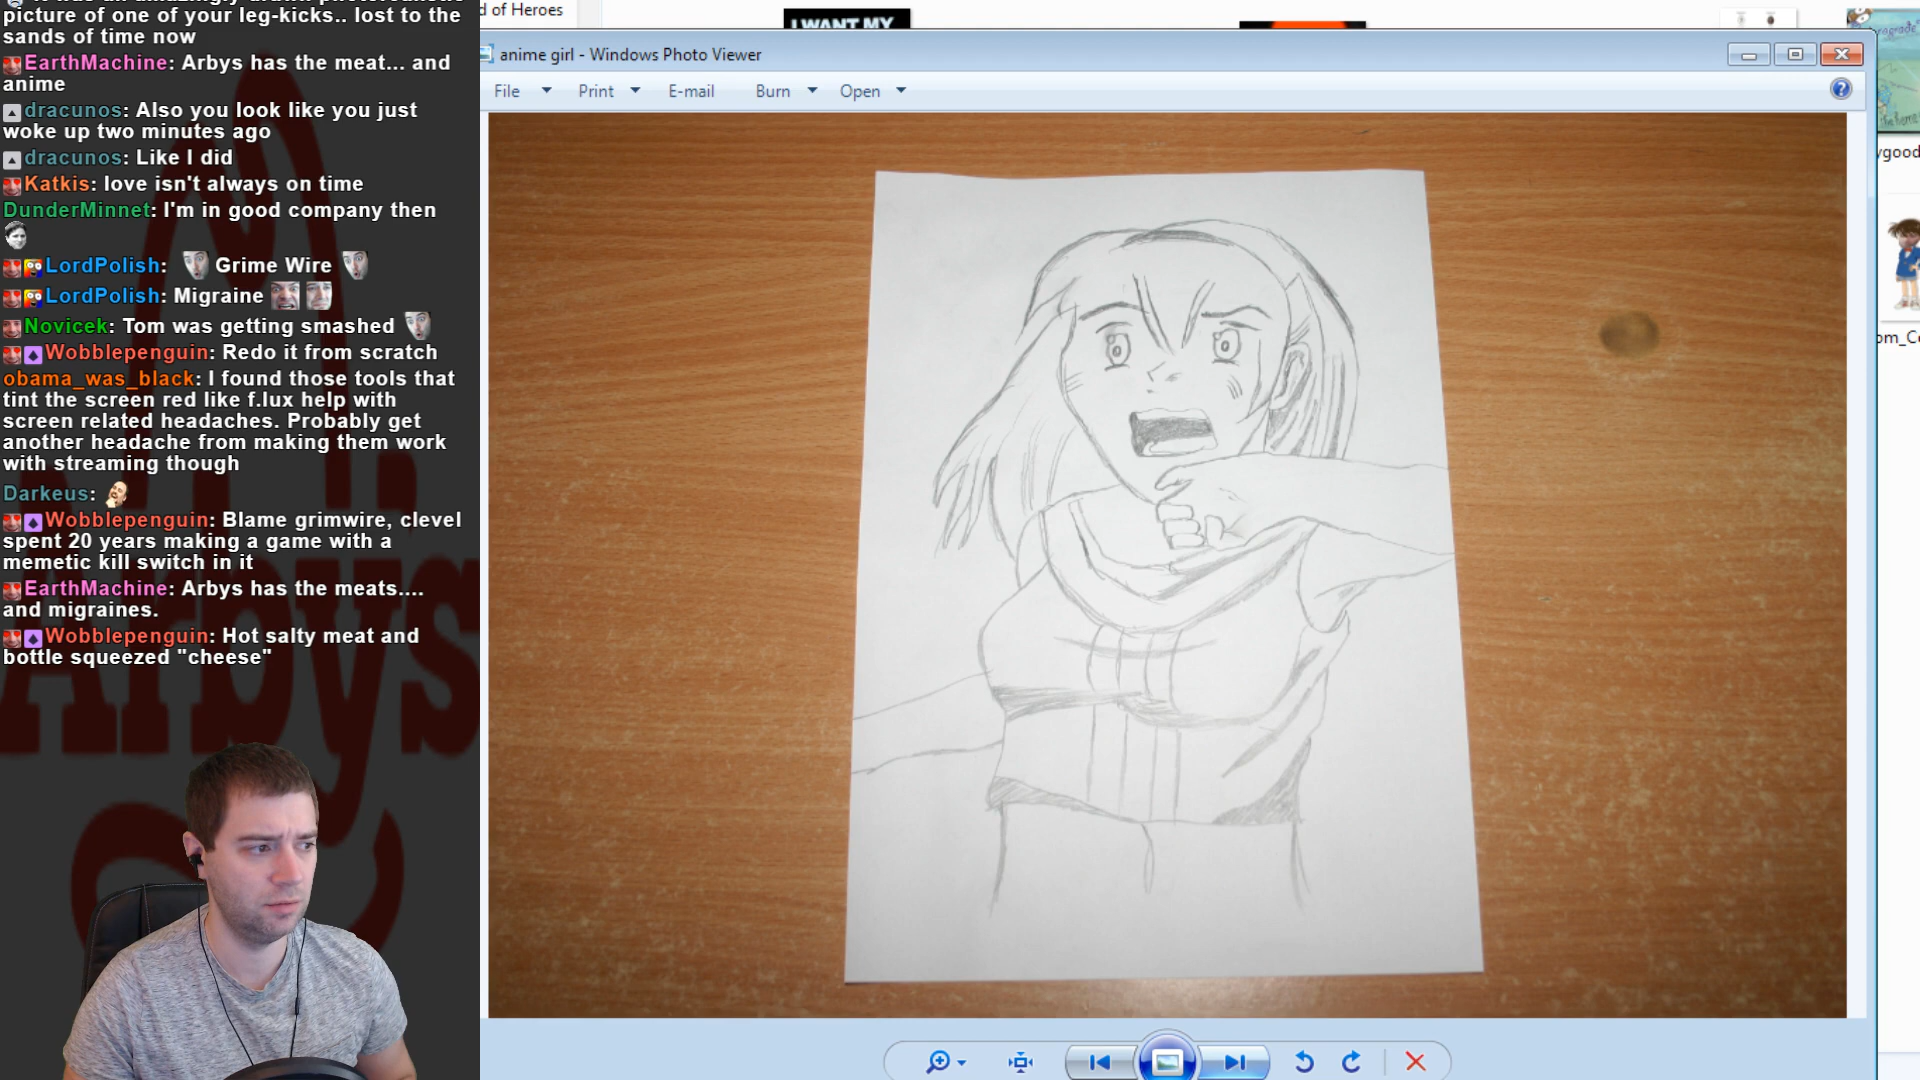 picture of one of your leg-kicks.. lost to the
sands of time now
EarthMachine: Arbys has the meat... and
anime
dracunos: Also you look like you just
woke up two minutes ago
dracunos: Like I did
Katkis: love isn't always on time
DunderMinnet: I'm in good company then
LordPolish: Grime Wire
LordPolish: Migraine
Novicek: Tom was getting smashed
Wobblepenguin: Redo it from scratch
obama_was_black: I found those tools that
tint the screen red like f.lux help with
screen related headaches. Probably get
another headache from making them work
with streaming though
Darkeus:
Wobblepenguin: Blame grimwire, clevel
spent 20 years making a game with a
memetic kill switch in it
EarthMachine: Arbys has the meats....
and migraines.
Wobblepenguin: Hot salty meat and
bottle squeezed "cheese"
Arbys
d of Heroes
I WANT MY
anime girl - Windows Photo Viewer
File Print E-mail Burn Open
ygood
om_Co